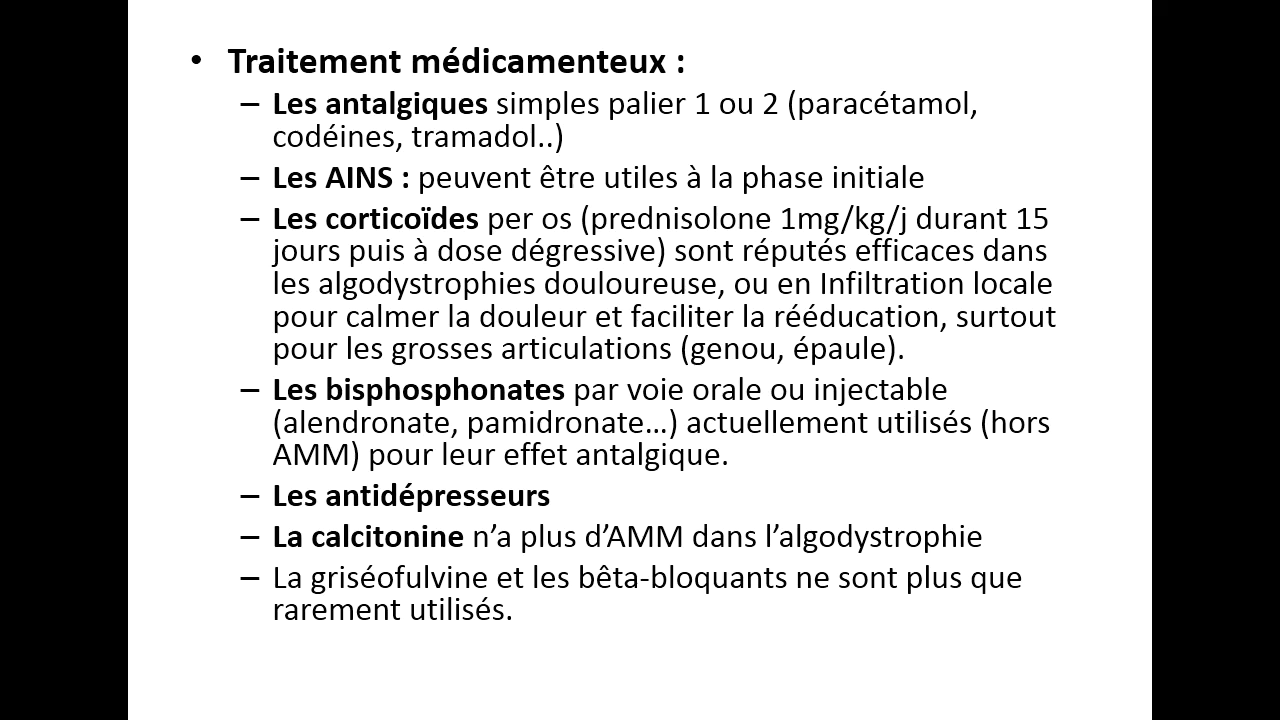 • Traitement médicamenteux :
– Les antalgiques simples palier 1 ou 2 (paracétamol,
codéines, tramadol..)
– Les AINS : peuvent être utiles à la phase initiale
– Les corticoïdes per os (prednisolone 1mg/kg/j durant 15
jours puis à dose dégressive) sont réputés efficaces dans
les algodystrophies douloureuse, ou en Infiltration locale
pour calmer la douleur et faciliter la rééducation, surtout
pour les grosses articulations (genou, épaule).
– Les bisphosphonates par voie orale ou injectable
(alendronate, pamidronate…) actuellement utilisés (hors
AMM) pour leur effet antalgique.
– Les antidépresseurs
– La calcitonine n’a plus d’AMM dans l’algodystrophie
– La griséofulvine et les bêta-bloquants ne sont plus que
rarement utilisés.